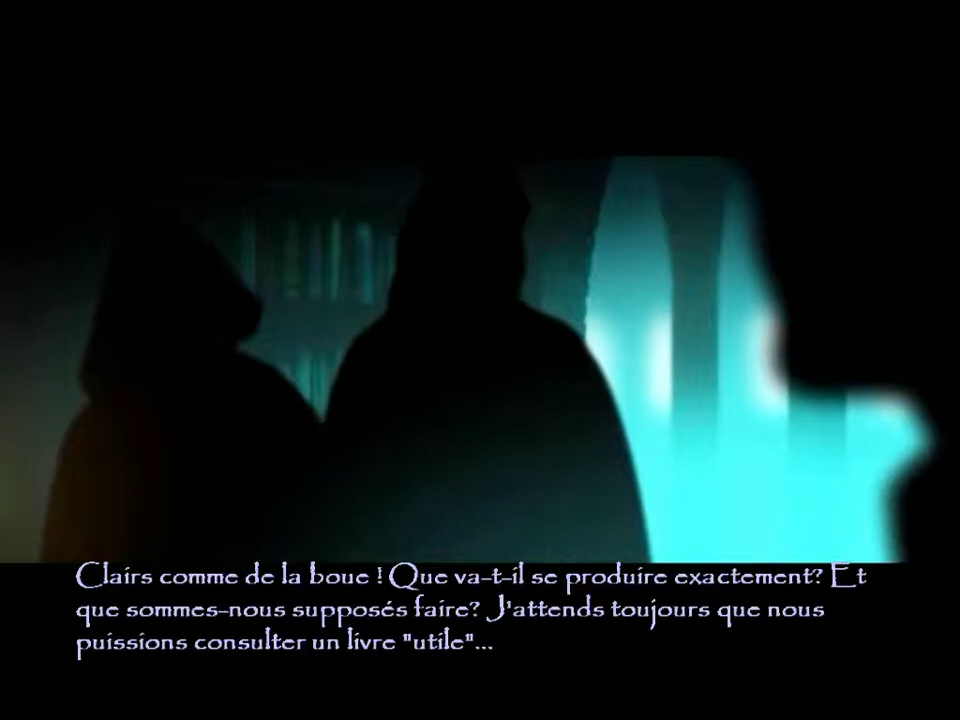 Clairs comme de la boue ! Que va-t-il se produire exactement? Et
que sommes-nous supposés faire? J'attends toujours que nous
puissions consulter un livre "utile"...